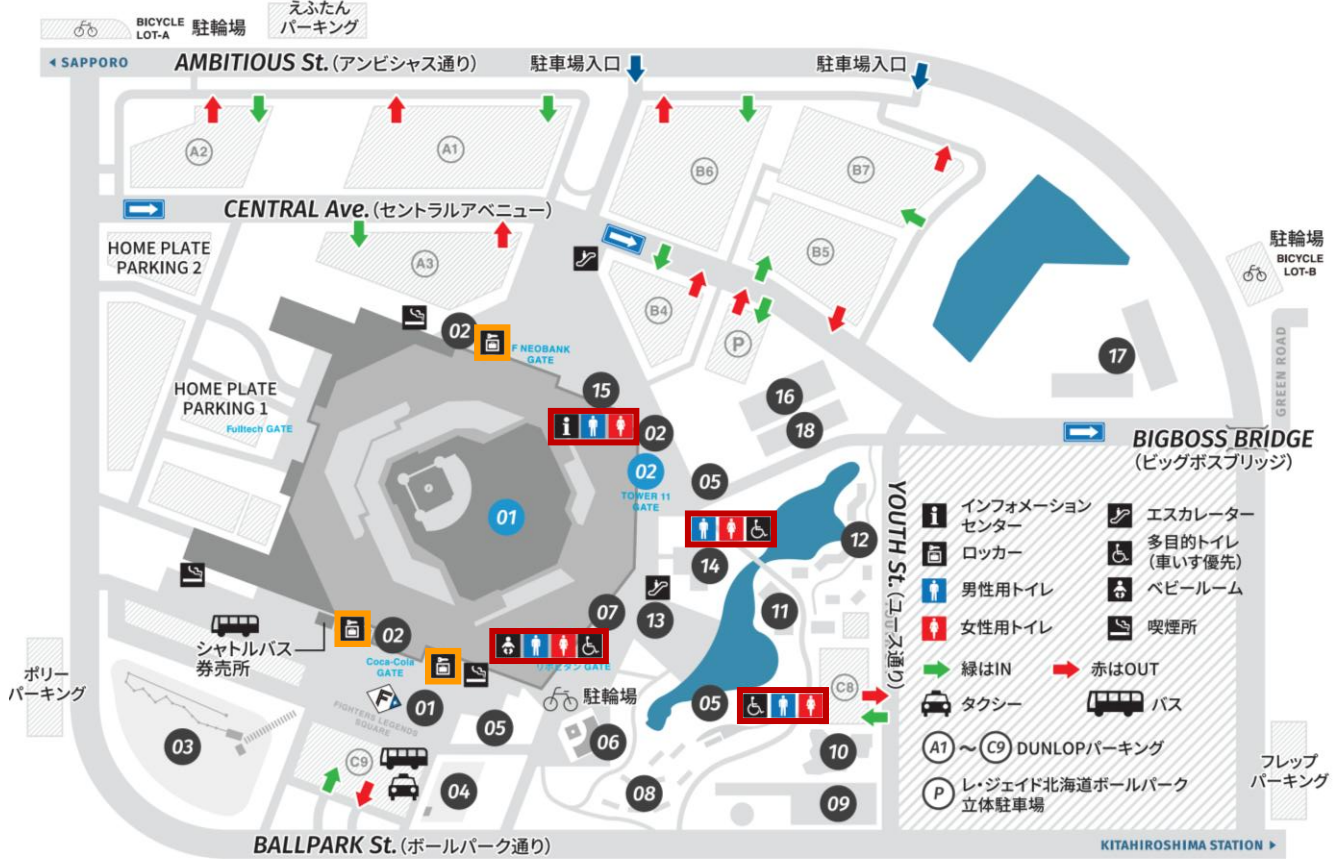 えふたん
パーキング
BICYCLE
LOT-A
駐輪場
SAPPORO
AMBITIOUS St.(アンビシャス通り)
駐車場入口
駐車場入口
A2
A1
B6
B7
CENTRAL Ave.(セントラルアベニュー)
HOME PLATE
PARKING 2
A3
B5
駐輪場
BICYCLE
LOT-B
B4
P
02
F NEOBANK
GATE
17
GREEN ROAD
HOME PLATE
PARKING 1
Fulltech GATE
15
16
02
18
02
TOWER 11
GATE
BIGBOSS BRIDGE
(ビッグボスブリッジ)
01
05
YOUTH St.(ユース通り)
12
14
11
インフォメーション
センター
エスカレーター
ロッカー
多目的トイレ
(車いす優先)
男性用トイレ
ベビールーム
女性用トイレ
喫煙所
緑はIN
赤はOUT
タクシー
バス
A1 ～ C9 DUNLOPパーキング
P
レ・ジェイド北海道ボールパーク
立体駐車場
シャトルバス
券売所
02
Coca-Cola
GATE
07
13
リポビタン GATE
ポリー
パーキング
F
01
FIGHTERS LEGENDS
SQUARE
駐輪場
05
05
C8
03
06
10
C9
04
08
09
フレップ
パーキング
BALLPARK St.(ボールパーク通り)
KITAHIROSHIMA STATION